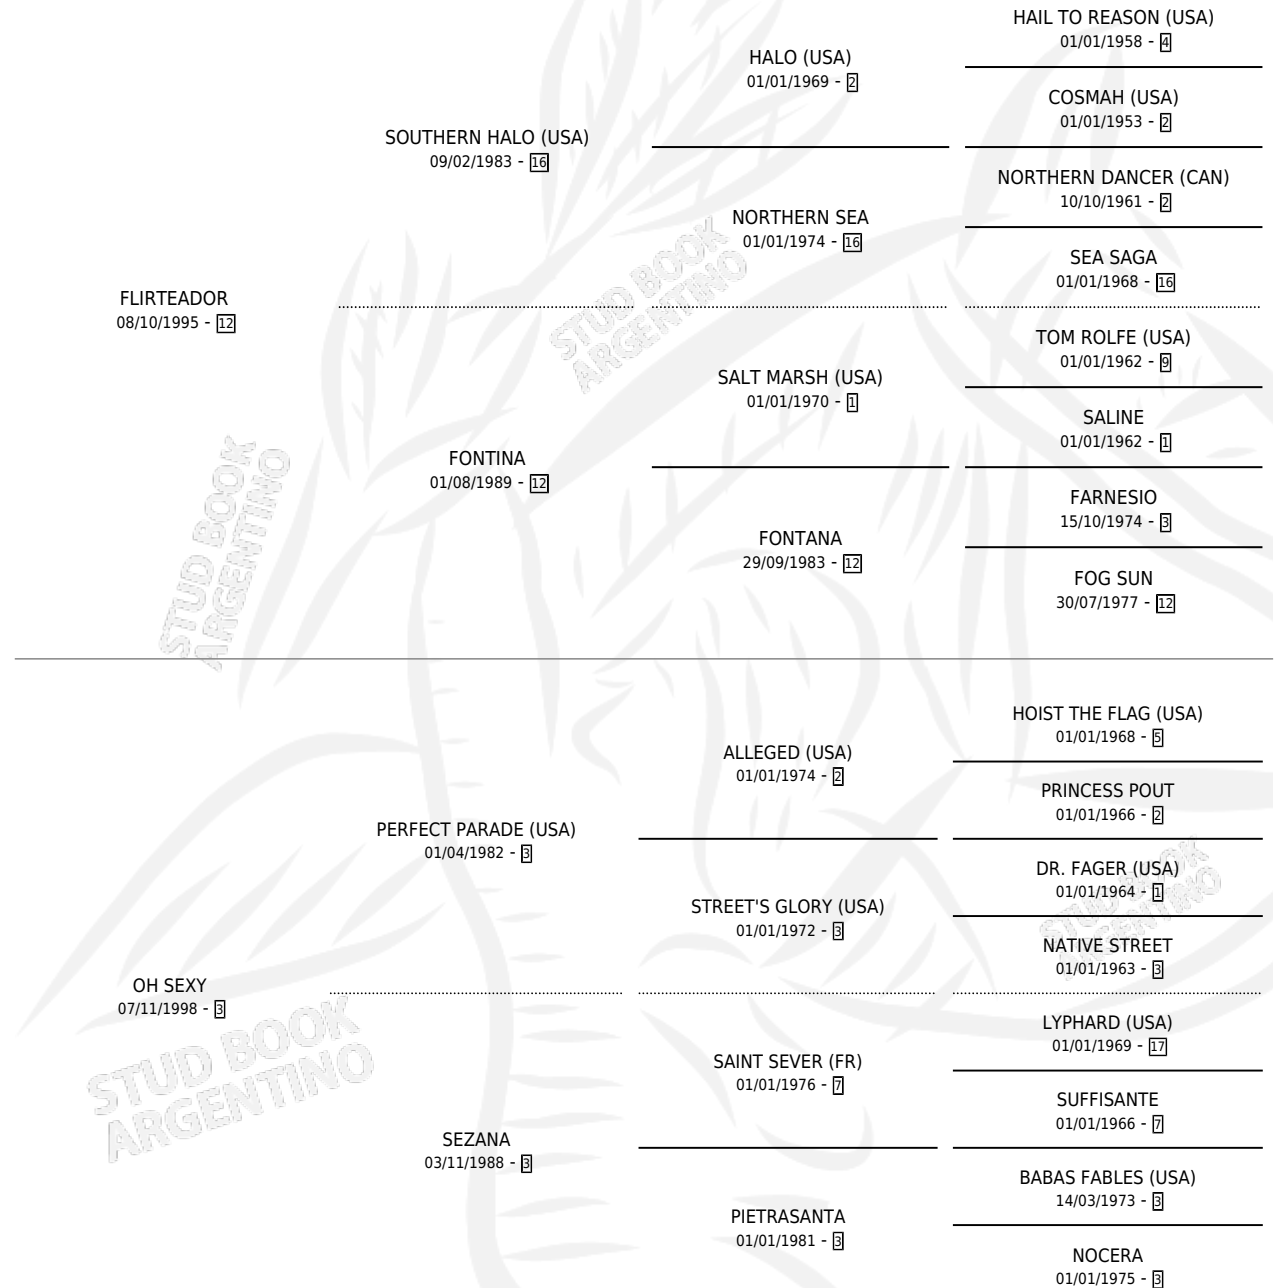 HAIL TO REASON (USA)
01/01/1958 - 4
HALO (USA)
01/01/1969 - 2
COSMAH (USA)
01/01/1953 - 2
SOUTHERN HALO (USA)
09/02/1983 - 16
NORTHERN DANCER (CAN)
10/10/1961 - 2
NORTHERN SEA
01/01/1974 - 16
SEA SAGA
01/01/1968 - 16
FLIRTEADOR
08/10/1995 - 12
STUD BOOK
ARGENTINO
TOM ROLFE (USA)
01/01/1962 - 9
SALT MARSH (USA)
01/01/1970 - 1
SALINE
01/01/1962 - 1
FONTINA
01/08/1989 - 12
FARNESIO
15/10/1974 - 3
FONTANA
29/09/1983 - 12
FOG SUN
30/07/1977 - 12
STUD BOOK
ARGENTINO
HOIST THE FLAG (USA)
01/01/1968 - 5
ALLEGED (USA)
01/01/1974 - 2
PRINCESS POUT
01/01/1966 - 2
PERFECT PARADE (USA)
01/04/1982 - 3
DR. FAGER (USA)
01/01/1964 - 1
STREET'S GLORY (USA)
01/01/1972 - 3
STUD BOOK
ARGENTINO
NATIVE STREET
01/01/1963 - 3
OH SEXY
07/11/1998 - 3
STUD BOOK
ARGENTINO
LYPHARD (USA)
01/01/1969 - 17
SAINT SEVER (FR)
01/01/1976 - 7
SUFFISANTE
01/01/1966 - 7
SEZANA
03/11/1988 - 3
BABAS FABLES (USA)
14/03/1973 - 3
PIETRASANTA
01/01/1981 - 3
NOCERA
01/01/1975 - 3